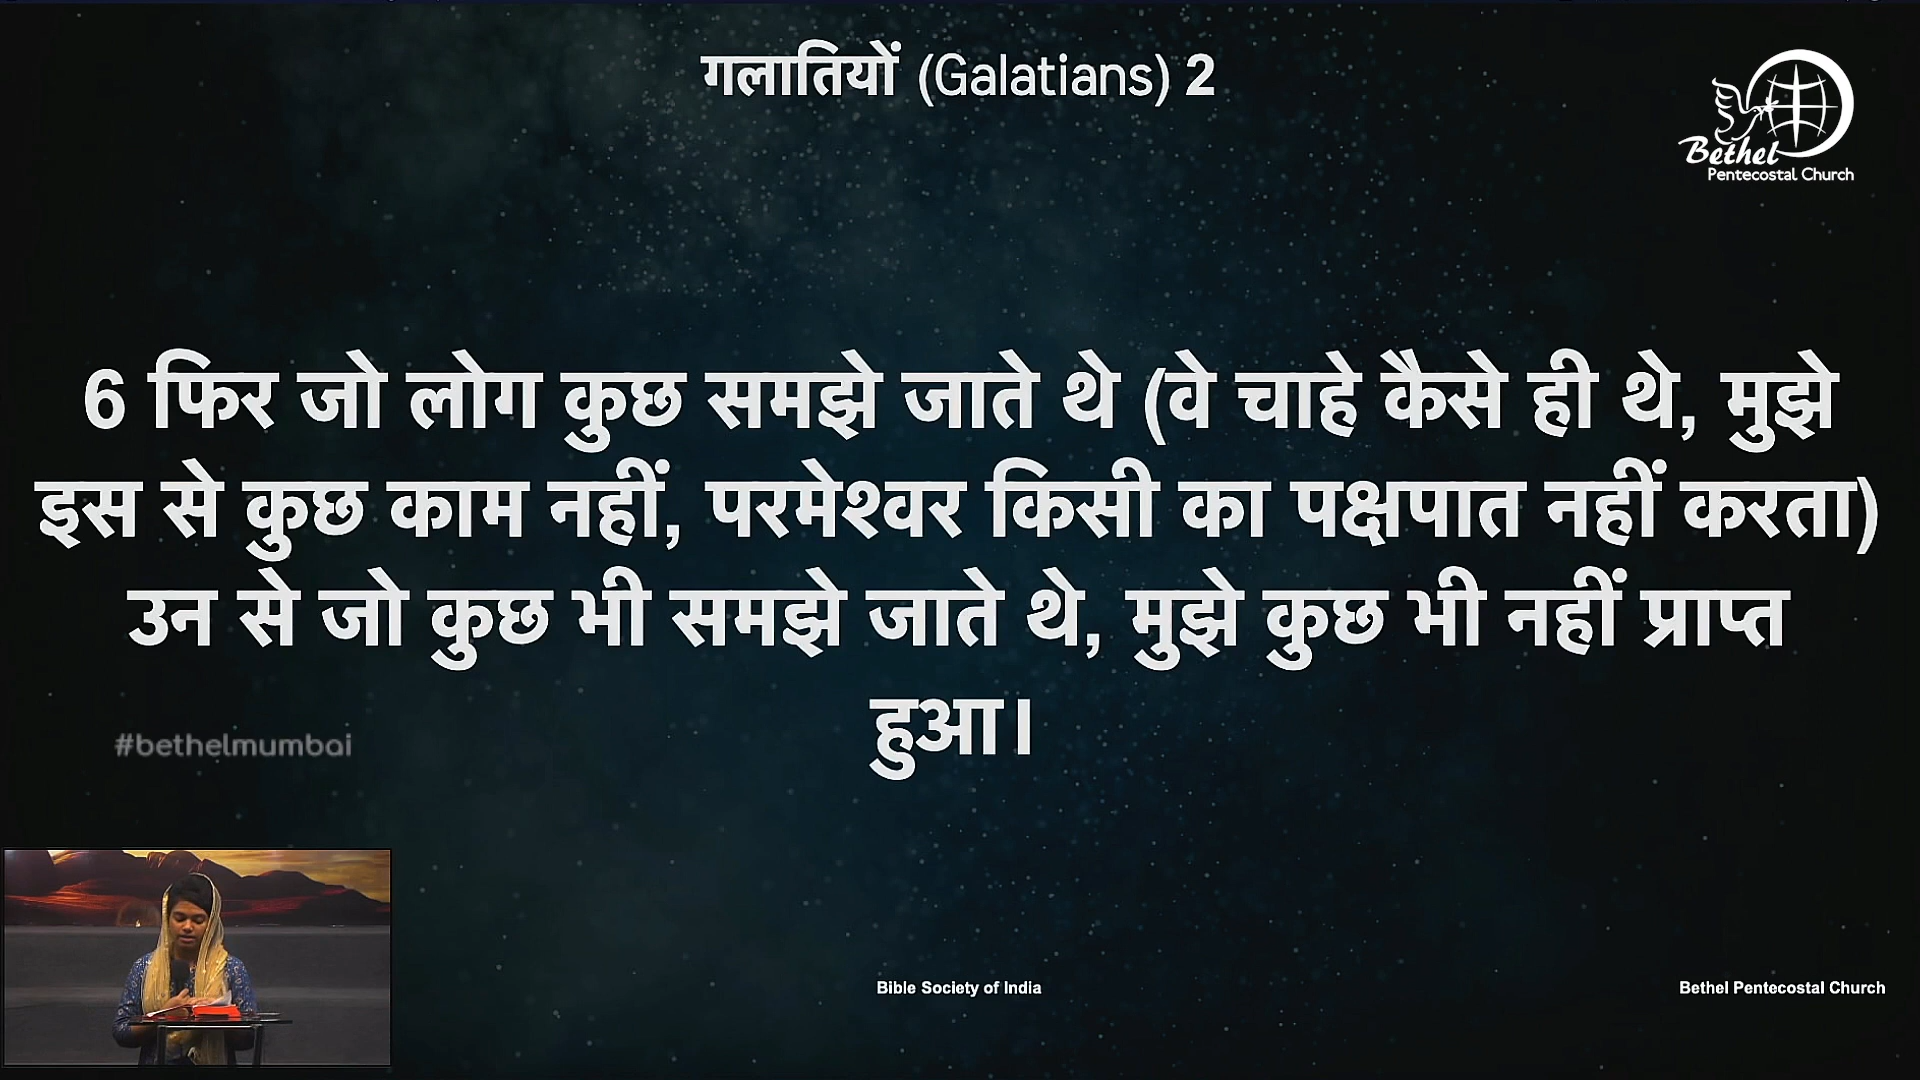 गलातियों (Galatians) 2
Bethel
Pentecostal Church
6 फिर जो लोग कुछ समझे जाते थे (वे चाहे कैसे ही थे, मुझे
इस से कुछ काम नहीं, परमेश्वर किसी का पक्षपात नहीं करता)
उन से जो कुछ भी समझे जाते थे, मुझे कुछ भी नहीं प्राप्त
हुआ।
#bethelmumbai
Bible Society of India
Bethel Pentecostal Church